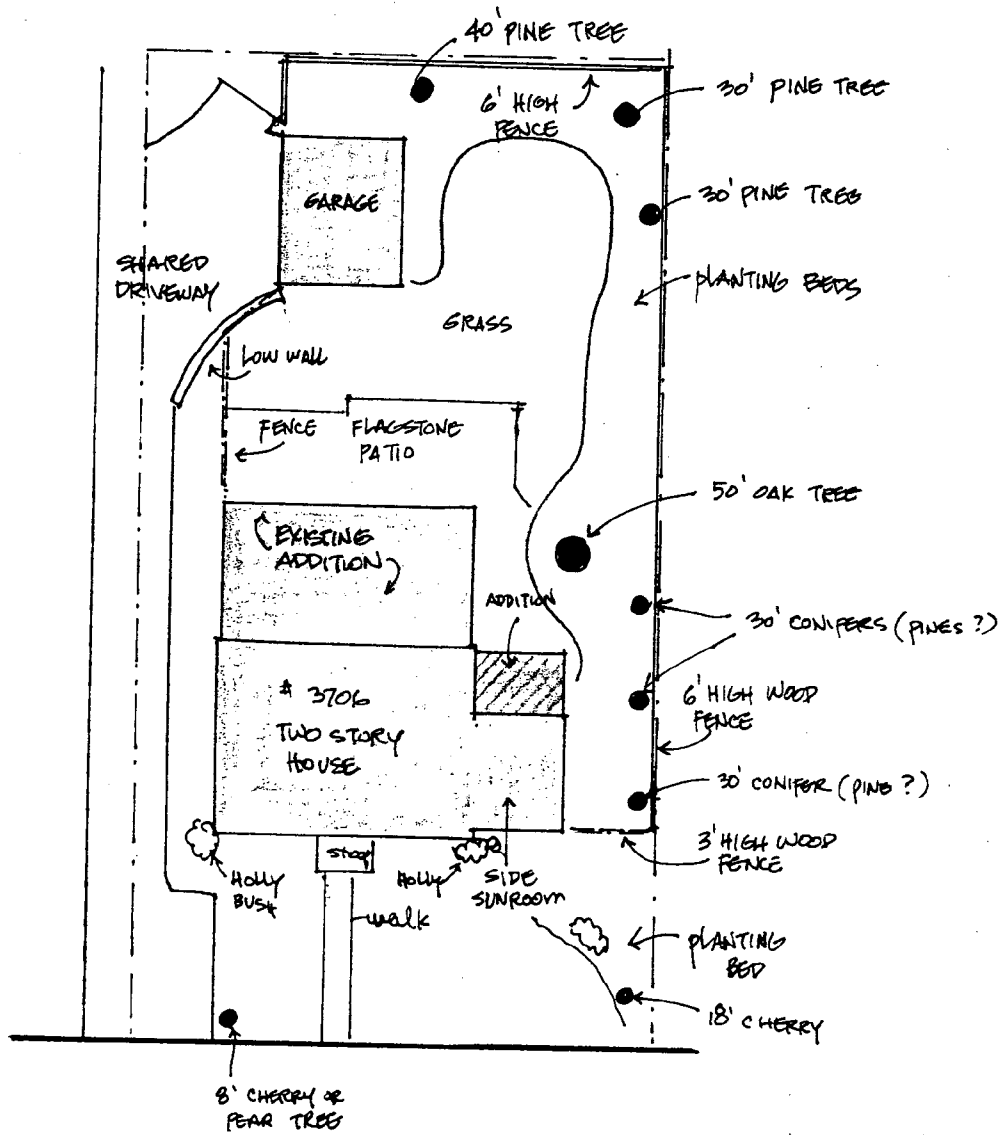 40' PINE TREE
6' HIGH
FENCE
30' PINE TREE
30' PINE TREE
GARAGE
SHARED
DRIVEWAY
PLANTING BEDS
GRASS
LOW WALL
FENCE
FLAGSTONE
PATIO
50' OAK TREE
EXISTING
ADDITION
ADDITION
30' CONIFERS (PINES ?)
# 3706
TWO STORY
HOUSE
6' HIGH WOOD
FENCE
30' CONIFER (PINE ?)
3' HIGH WOOD
FENCE
stoop
HOLLY
BUSH
HOLLY
SIDE
SUNROOM
walk
PLANTING
BED
18' CHERRY
8' CHERRY OR
PEAR TREE